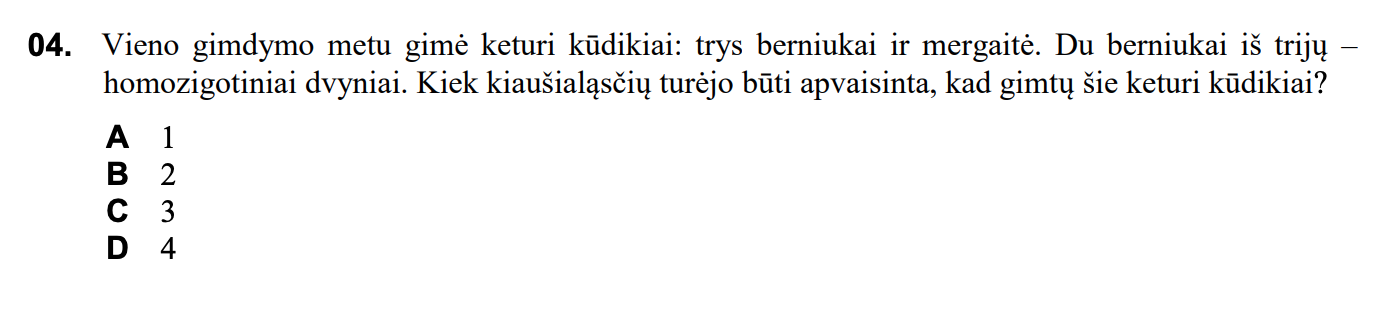 04. Vieno gimdymo metu gimė keturi kūdikiai: trys berniukai ir mergaitė. Du berniukai iš trijų –
homozigotiniai dvyniai. Kiek kiaušialąsčių turėjo būti apvaisinta, kad gimtų šie keturi kūdikiai?
A 1
B 2
C 3
D 4